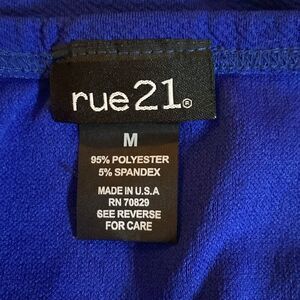 rue21®
M
95% POLYESTER
5% SPANDEX
MADE IN U.S.A
RN 70829
SEE REVERSE
FOR CARE